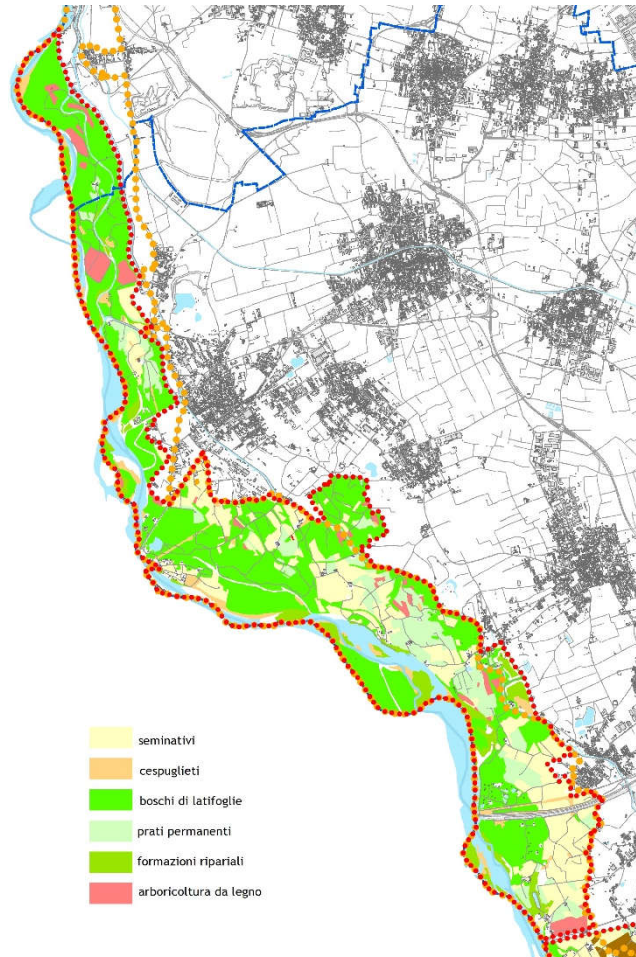 seminativi
cespuglieti
boschi di latifoglie
prati permanenti
formazioni ripariali
arboricoltura da legno